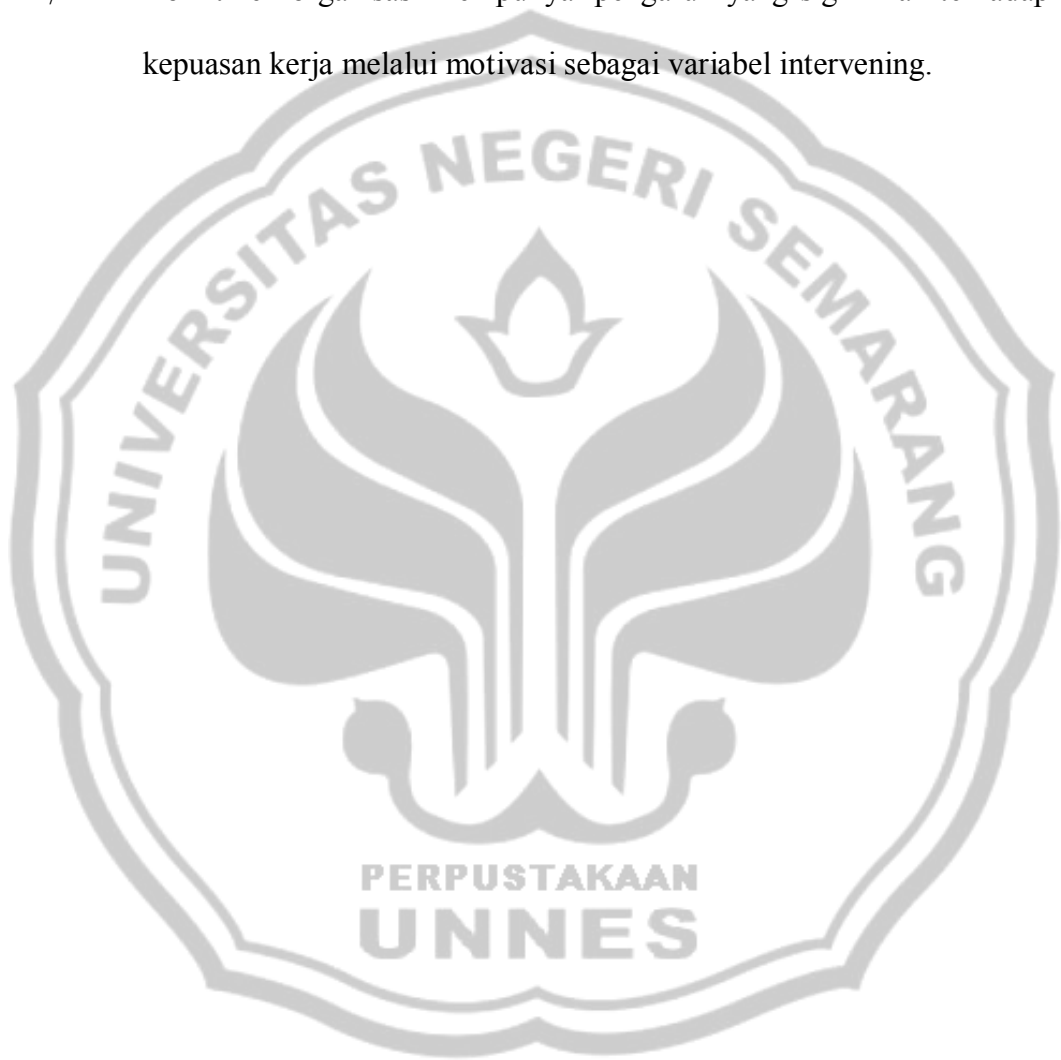 kepuasan kerja melalui motivasi sebagai variabel intervening.
UNIVERSITAS NEGERI SEMARANG
PERPUSTAKAAN
UNNES